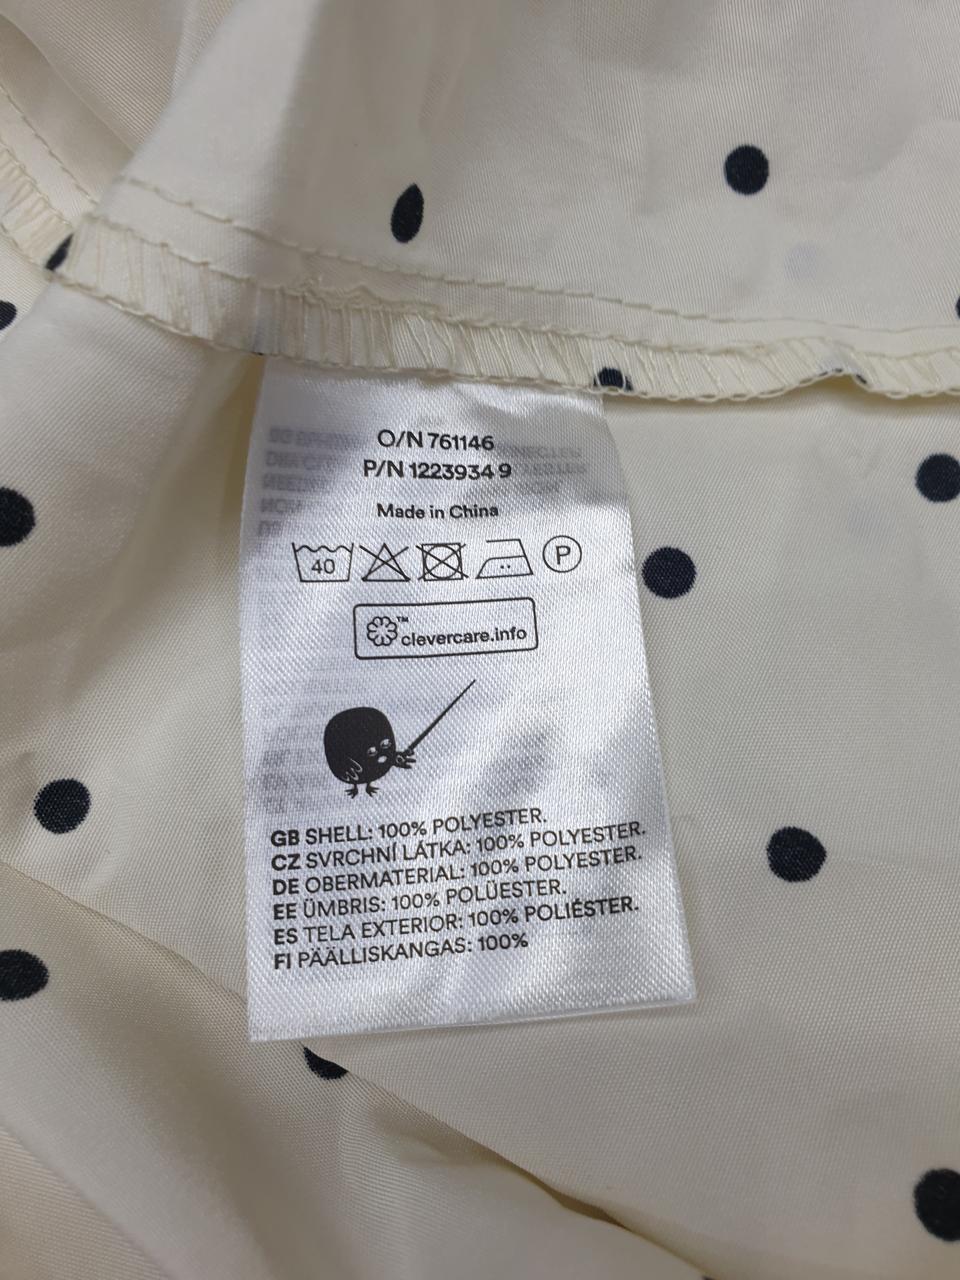 O/N 761146
P/N 1223934 9
Made in China
40 P
™
clevercare.info
GB SHELL: 100% POLYESTER.
CZ SVRCHNÍ LÁTKA: 100% POLYESTER.
DE OBERMATERIAL: 100% POLYESTER.
EE ÜMBRIS: 100% POLÜESTER.
ES TELA EXTERIOR: 100% POLIÉSTER.
FI PÄÄLLISKANGAS: 100%